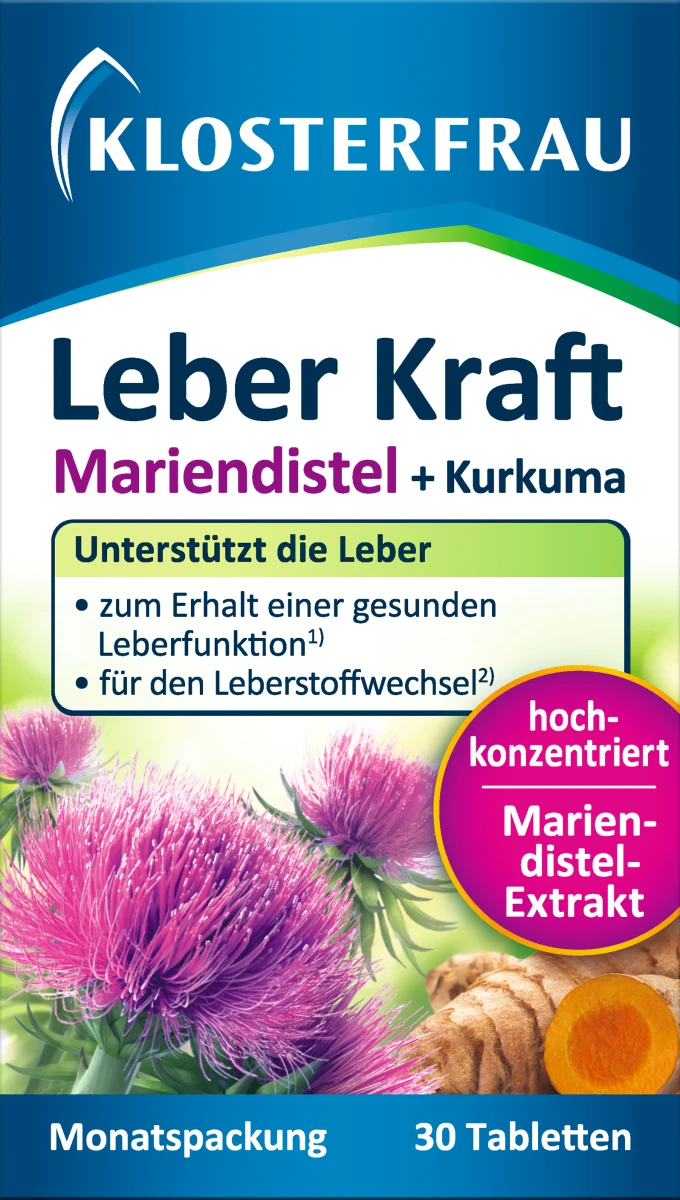 KLOSTERFRAU
Leber Kraft
Mariendistel + Kurkuma
Unterstützt die Leber
• zum Erhalt einer gesunden
Leberfunktion¹⁾
• für den Leberstoffwechsel²⁾
hoch-
konzentriert
Marien-
distel-
Extrakt
Monatspackung 30 Tabletten